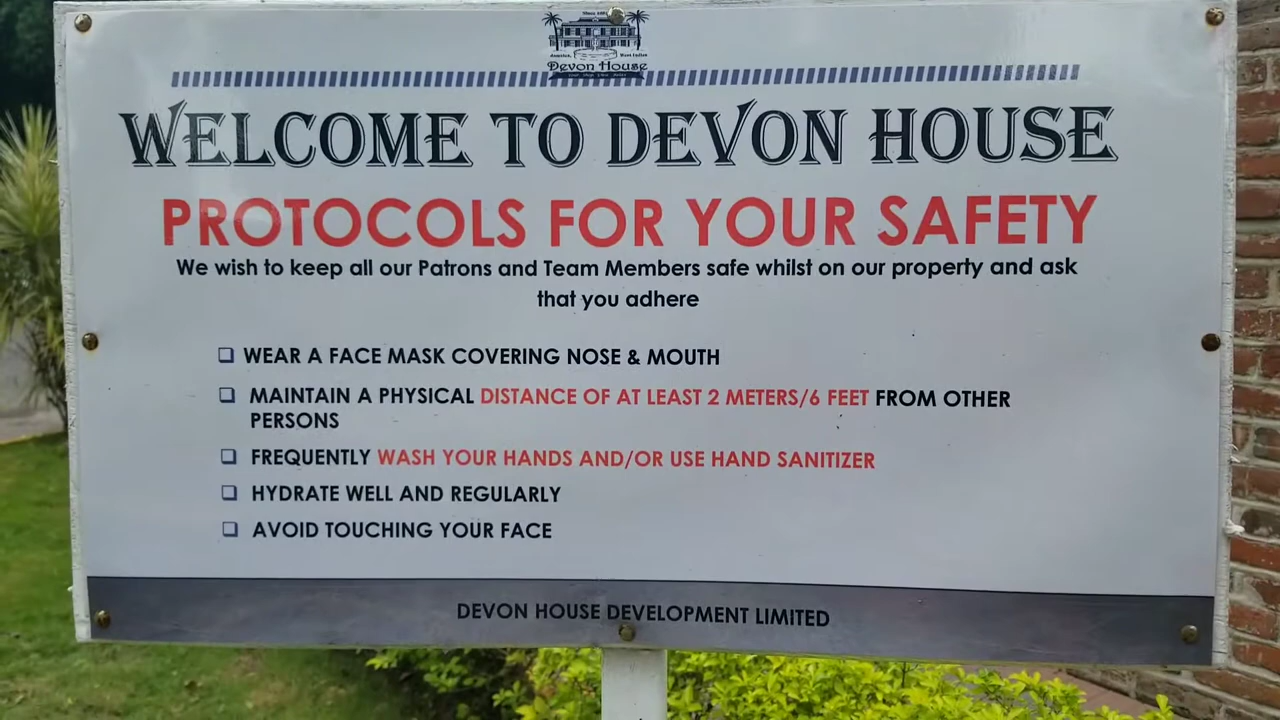 Devon House
WELCOME TO DEVON HOUSE
PROTOCOLS FOR YOUR SAFETY
We wish to keep all our Patrons and Team Members safe whilst on our property and ask
that you adhere
WEAR A FACE MASK COVERING NOSE & MOUTH
MAINTAIN A PHYSICAL DISTANCE OF AT LEAST 2 METERS/6 FEET FROM OTHER
PERSONS
FREQUENTLY WASH YOUR HANDS AND/OR USE HAND SANITIZER
HYDRATE WELL AND REGULARLY
AVOID TOUCHING YOUR FACE
DEVON HOUSE DEVELOPMENT LIMITED